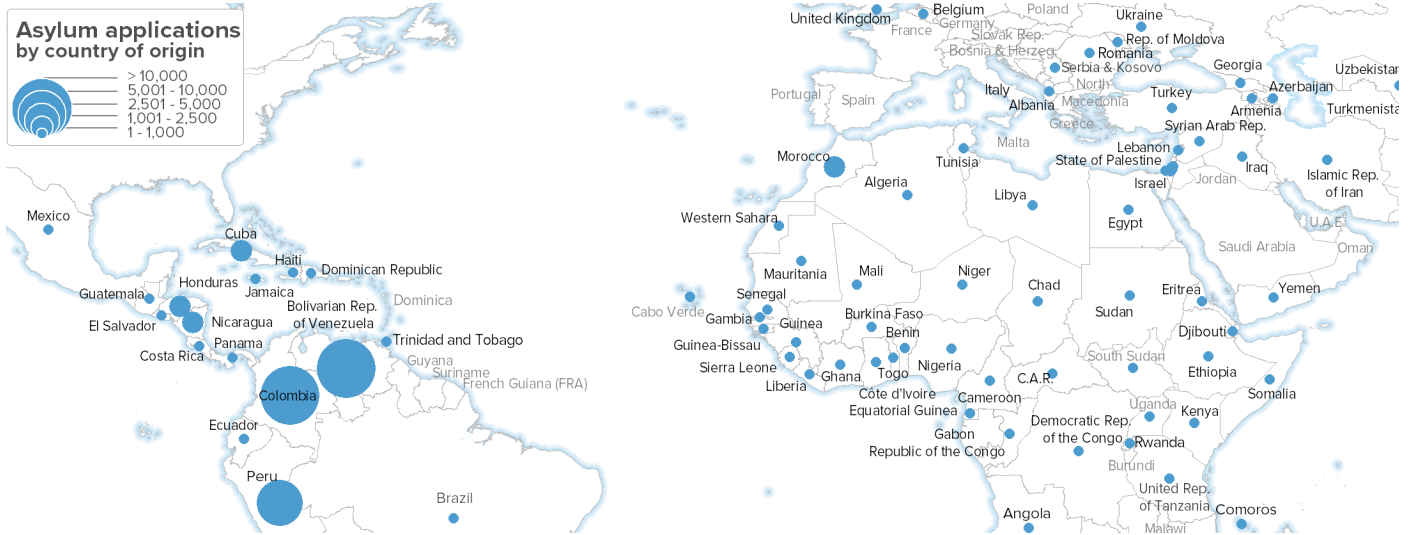 Asylum applications
by country of origin
> 10,000
5,001 - 10,000
2,501 - 5,000
1,001 - 2,500
1 - 1,000
Mexico
Cuba
Haiti
Dominican Republic
Jamaica
Honduras
Guatemala
El Salvador
Nicaragua
Costa Rica
Panama
Bolivarian Rep.
of Venezuela
Dominica
Trinidad and Tobago
Guyana
Suriname
French Guiana (FRA)
Colombia
Ecuador
Peru
Brazil
United Kingdom
Belgium
Germany
France
Poland
Slovak Rep.
Bosnia & Herzeg.
Ukraine
Rep. of Moldova
Romania
Serbia & Kosovo
North
Macedonia
Italy
Albania
Greece
Portugal
Spain
Malta
Georgia
Azerbaijan
Armenia
Turkey
Uzbekistan
Turkmenista
Syrian Arab Rep.
Lebanon
State of Palestine
Israel
Jordan
Iraq
Islamic Rep.
of Iran
U.A.E.
Saudi Arabia
Oman
Yemen
Morocco
Tunisia
Algeria
Libya
Egypt
Western Sahara
Mauritania
Mali
Niger
Chad
Sudan
Eritrea
Djibouti
Cabo Verde
Senegal
Gambia
Guinea-Bissau
Guinea
Sierra Leone
Liberia
Burkina Faso
Benin
Ghana
Togo
Nigeria
Côte d'Ivoire
Cameroon
C.A.R.
South Sudan
Ethiopia
Somalia
Equatorial Guinea
Gabon
Republic of the Congo
Democratic Rep.
of the Congo
Uganda
Kenya
Rwanda
Burundi
United Rep.
of Tanzania
Angola
Malawi
Comoros